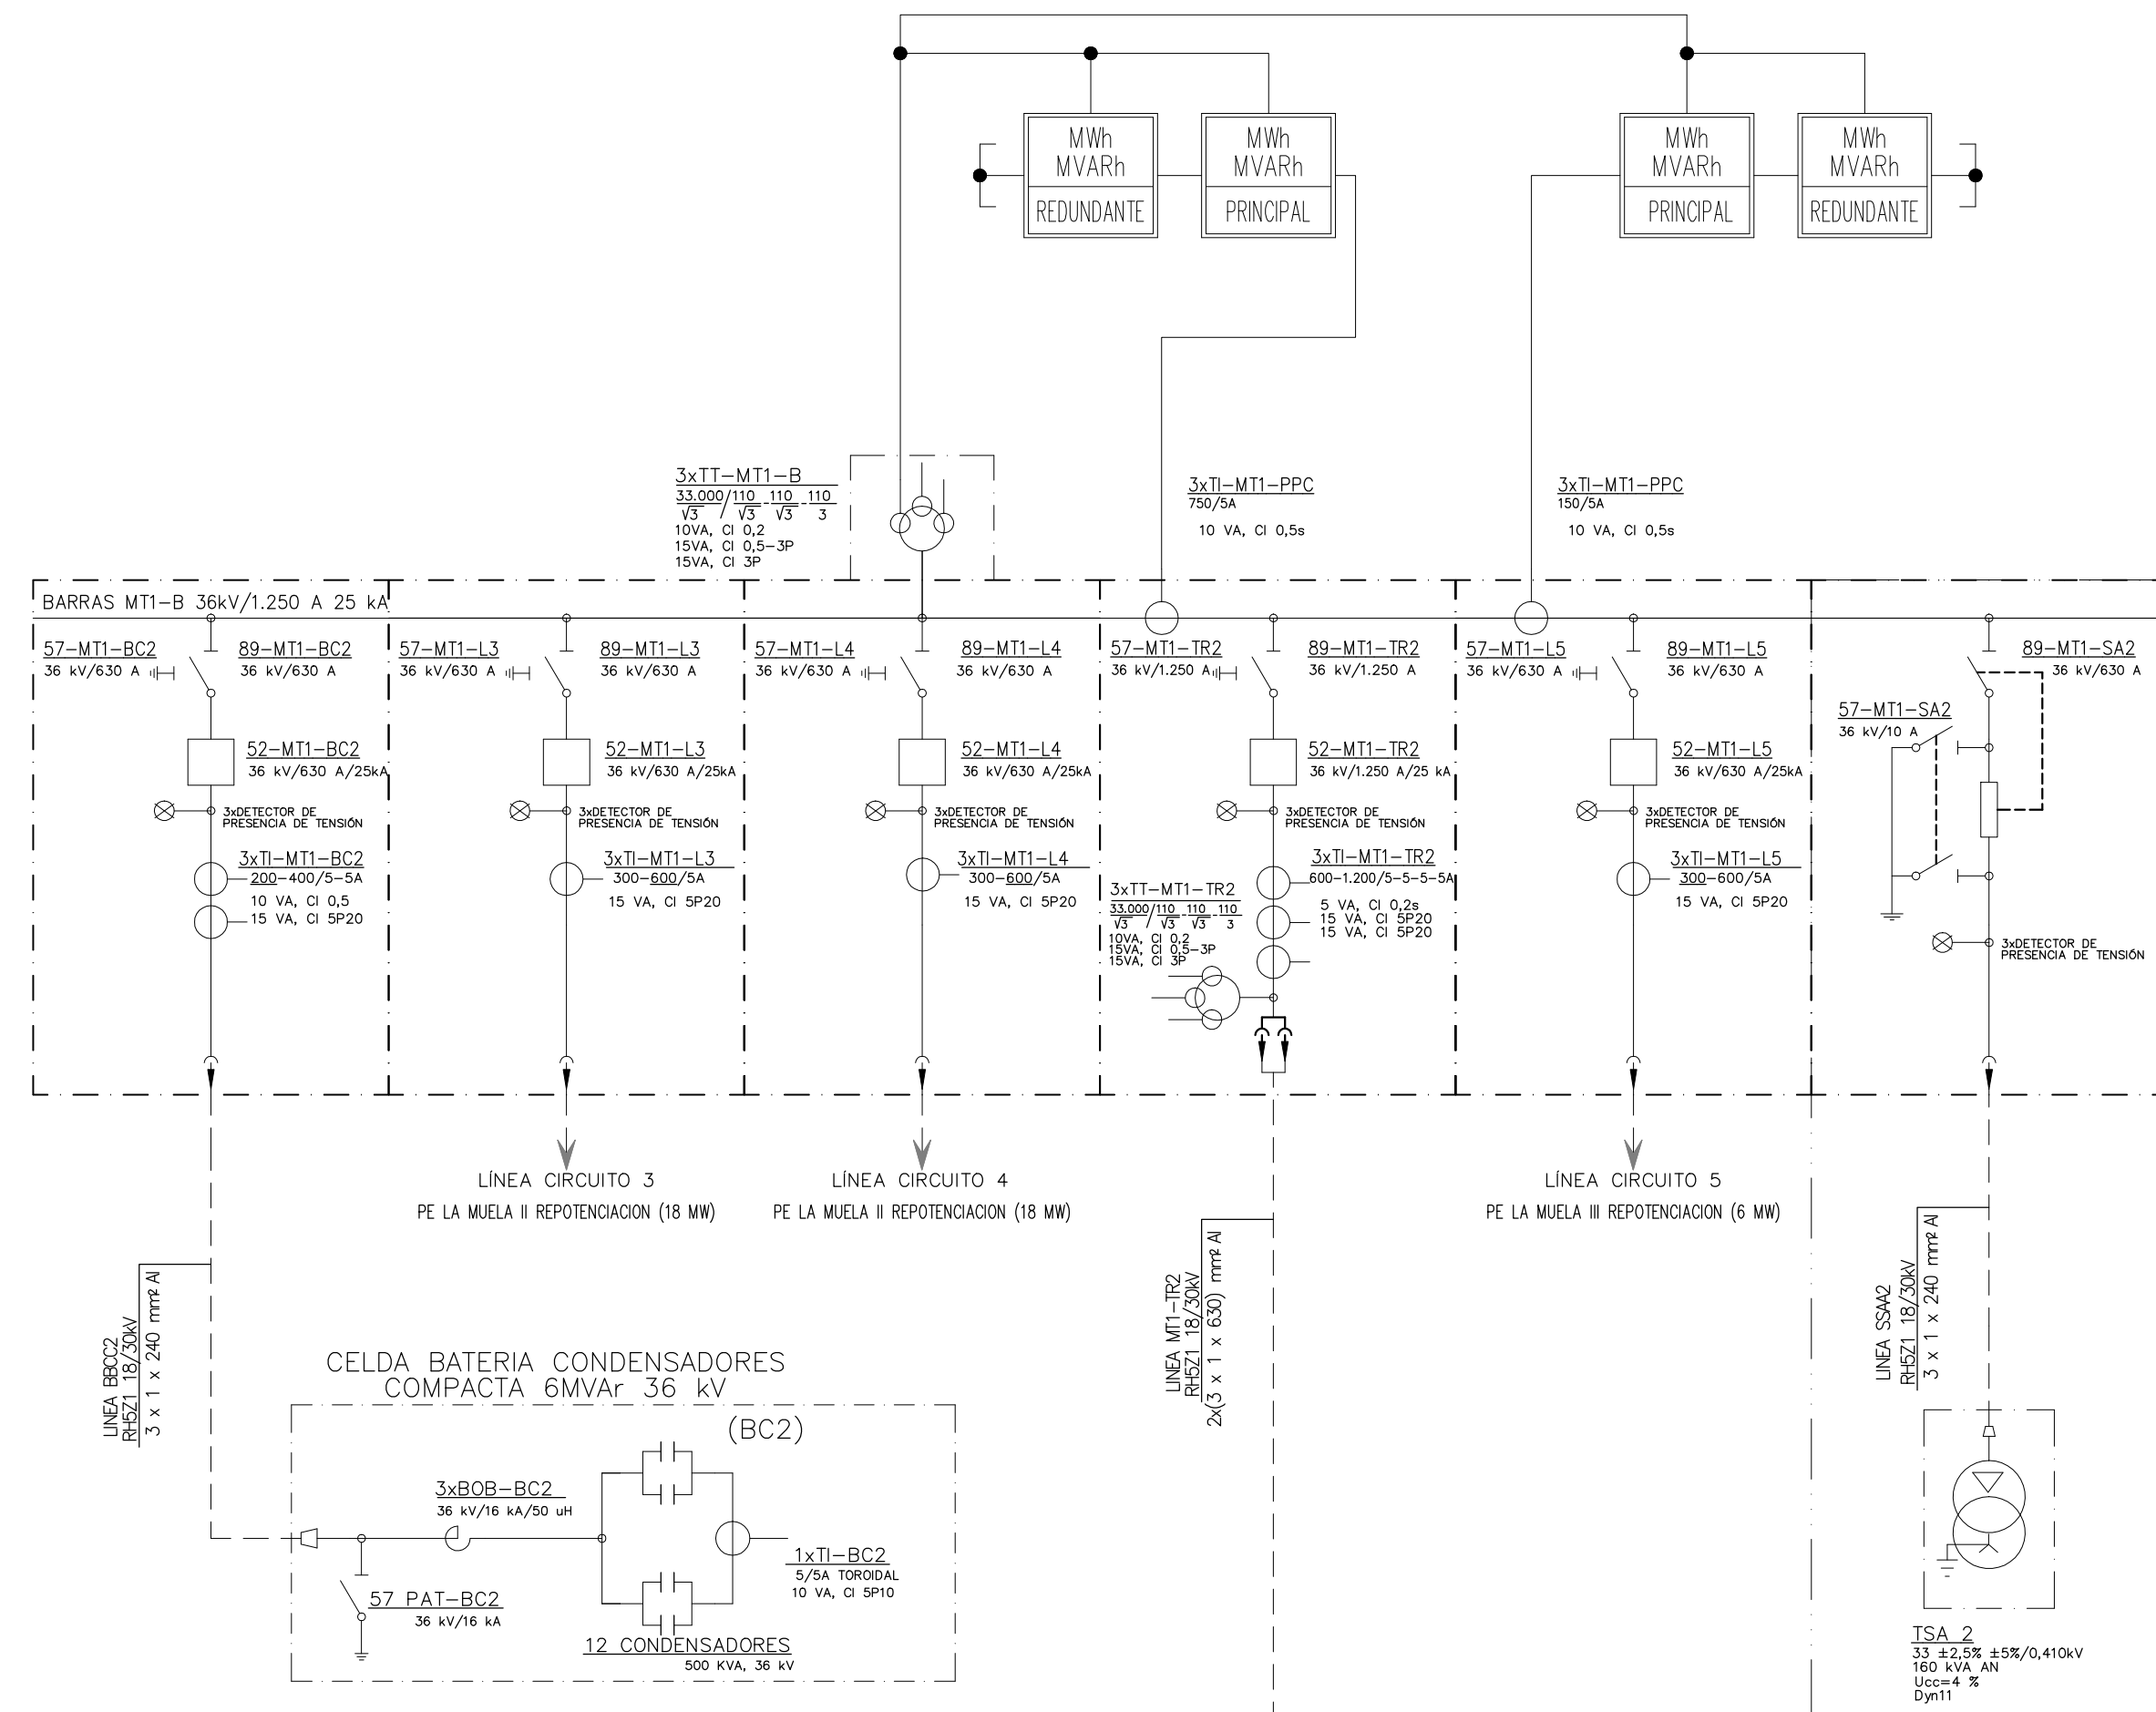 MWh
MVARh
REDUNDANTE
MWh
MVARh
PRINCIPAL
MWh
MVARh
PRINCIPAL
MWh
MVARh
REDUNDANTE
3xTT-MT1-B
33.000/√3 / 110/√3 - 110/√3 - 110/3
10VA, Cl 0,2
15VA, Cl 0,5-3P
15VA, Cl 3P
3xTI-MT1-PPC
750/5A
10 VA, Cl 0,5s
3xTI-MT1-PPC
150/5A
10 VA, Cl 0,5s
BARRAS MT1-B 36kV/1.250 A 25 kA
57-MT1-BC2
36 kV/630 A
89-MT1-BC2
36 kV/630 A
52-MT1-BC2
36 kV/630 A/25kA
3xDETECTOR DE
PRESENCIA DE TENSIÓN
3xTI-MT1-BC2
200-400/5-5A
10 VA, Cl 0,5
15 VA, Cl 5P20
57-MT1-L3
36 kV/630 A
89-MT1-L3
36 kV/630 A
52-MT1-L3
36 kV/630 A/25kA
3xDETECTOR DE
PRESENCIA DE TENSIÓN
3xTI-MT1-L3
300-600/5A
15 VA, Cl 5P20
57-MT1-L4
36 kV/630 A
89-MT1-L4
36 kV/630 A
52-MT1-L4
36 kV/630 A/25kA
3xDETECTOR DE
PRESENCIA DE TENSIÓN
3xTI-MT1-L4
300-600/5A
15 VA, Cl 5P20
57-MT1-TR2
36 kV/1.250 A
89-MT1-TR2
36 kV/1.250 A
52-MT1-TR2
36 kV/1.250 A/25 kA
3xDETECTOR DE
PRESENCIA DE TENSIÓN
3xTI-MT1-TR2
600-1.200/5-5-5-5A
5 VA, Cl 0,2s
15 VA, Cl 5P20
15 VA, Cl 5P20
3xTT-MT1-TR2
33.000/√3 / 110/√3 - 110/√3 - 110/3
10VA, Cl 0,2
15VA, Cl 0,5-3P
15VA, Cl 3P
57-MT1-L5
36 kV/630 A
89-MT1-L5
36 kV/630 A
52-MT1-L5
36 kV/630 A/25kA
3xDETECTOR DE
PRESENCIA DE TENSIÓN
3xTI-MT1-L5
300-600/5A
15 VA, Cl 5P20
89-MT1-SA2
36 kV/630 A
57-MT1-SA2
36 kV/10 A
3xDETECTOR DE
PRESENCIA DE TENSIÓN
LÍNEA CIRCUITO 3
PE LA MUELA II REPOTENCIACION (18 MW)
LÍNEA CIRCUITO 4
PE LA MUELA II REPOTENCIACION (18 MW)
LÍNEA CIRCUITO 5
PE LA MUELA III REPOTENCIACION (6 MW)
LINEA BBCC2
RH5Z1 18/30kV
3 x 1 x 240 mm2 Al
LINEA MT1-TR2
RH5Z1 18/30kV
2x(3 x 1 x 630) mm2 Al
LINEA SSAA2
RH5Z1 18/30kV
3 x 1 x 240 mm2 Al
CELDA BATERIA CONDENSADORES
COMPACTA 6MVAr 36 kV
(BC2)
3xBOB-BC2
36 kV/16 kA/50 uH
1xTI-BC2
5/5A TOROIDAL
10 VA, Cl 5P10
57 PAT-BC2
36 kV/16 kA
12 CONDENSADORES
500 KVA, 36 kV
TSA 2
33 ±2,5% ±5%/0,410kV
160 kVA AN
Ucc=4 %
Dyn11